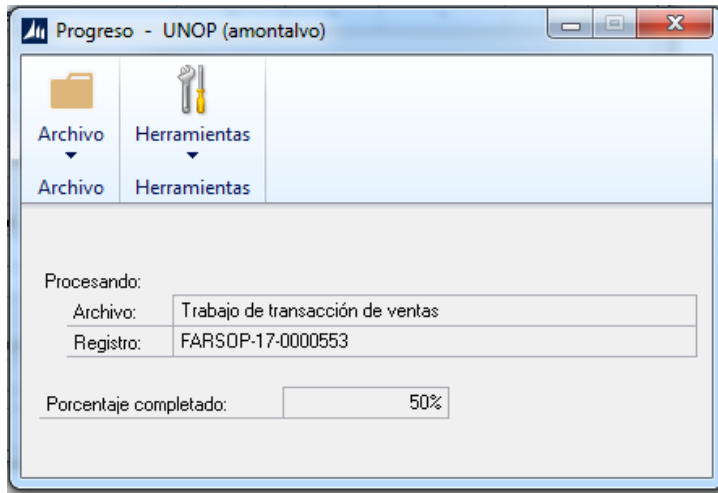 Progreso - UNOP (amontalvo)
Archivo Herramientas
Archivo Herramientas
Procesando:
Archivo: Trabajo de transacción de ventas
Registro: FARSOP-17-0000553
Porcentaje completado: 50%